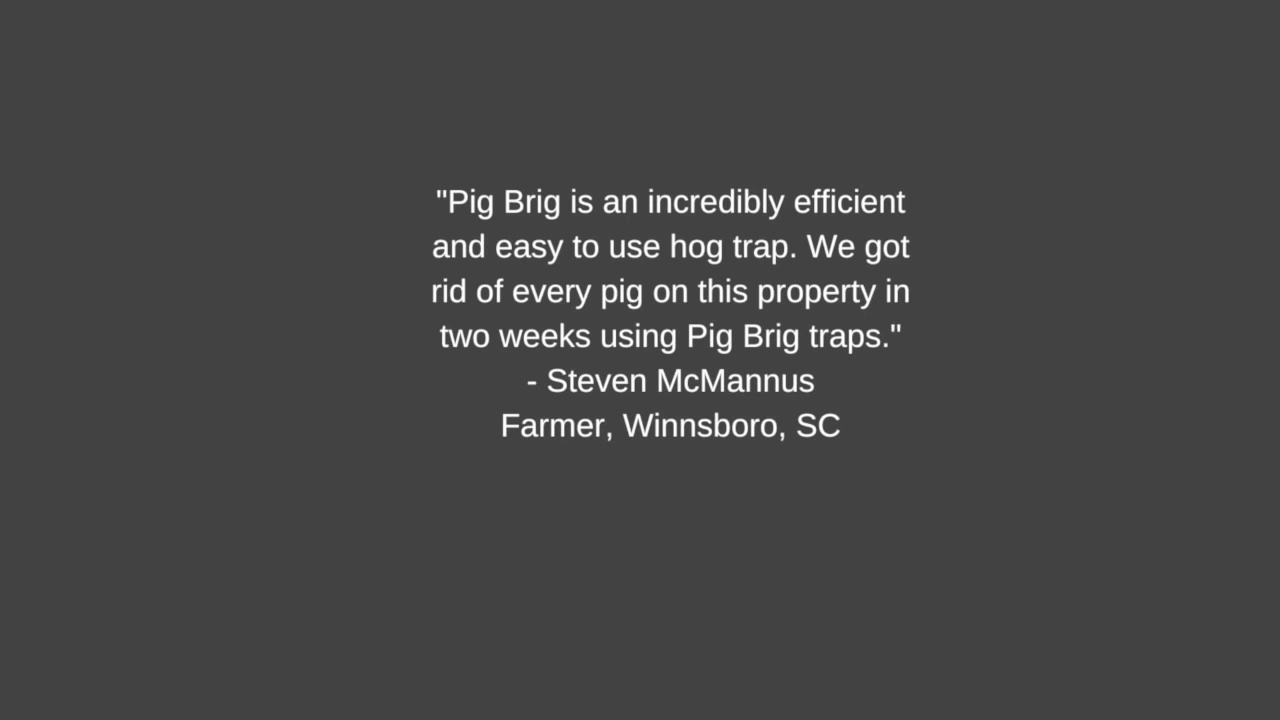 "Pig Brig is an incredibly efficient
and easy to use hog trap. We got
rid of every pig on this property in
two weeks using Pig Brig traps."
- Steven McMannus
Farmer, Winnsboro, SC